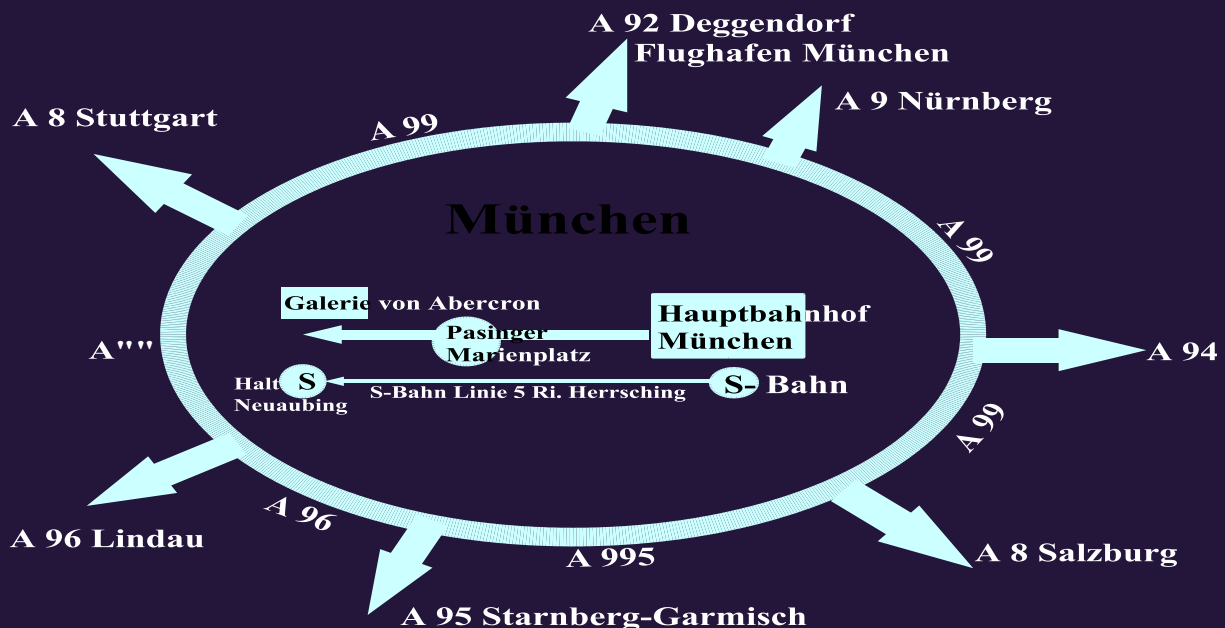 A 92 Deggendorf
Flughafen München
A 9 Nürnberg
A 8 Stuttgart
A 99
München
A 99
Galerie von Abercron
Hauptbahnhof
München
Pasinger
Marienplatz
A""
A 94
Halt S
Neuaubing
S-Bahn Linie 5 Ri. Herrsching
S- Bahn
A 99
A 96
A 96 Lindau
A 995
A 8 Salzburg
A 95 Starnberg-Garmisch